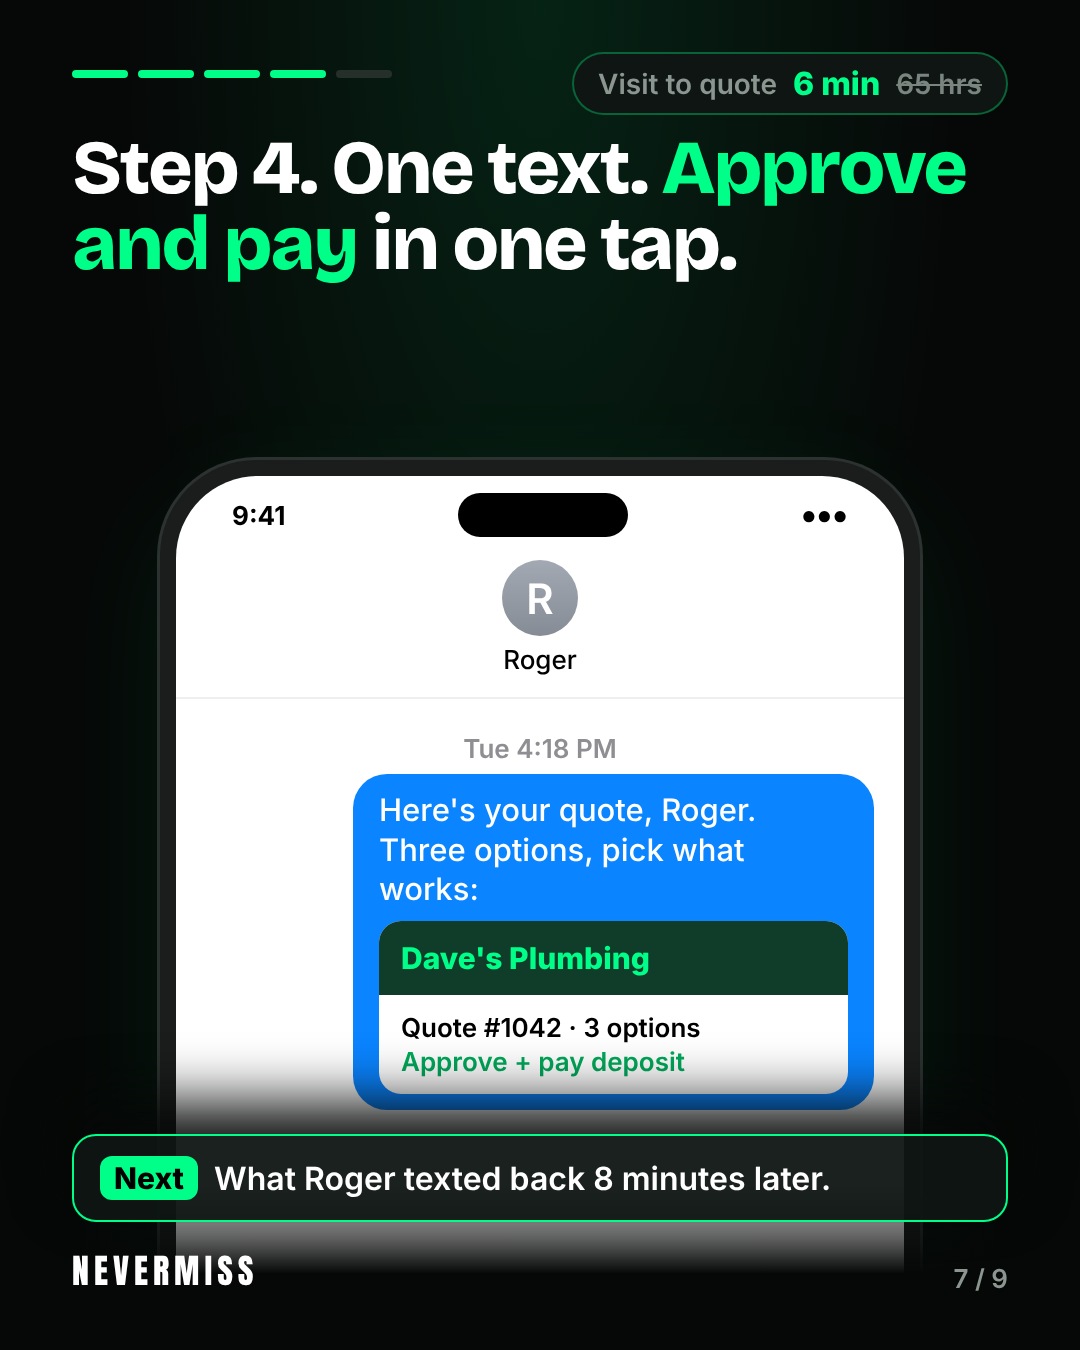 Visit to quote 6 min 65 hrs
Step 4. One text. Approve
and pay in one tap.
9:41
R
Roger
Tue 4:18 PM
Here's your quote, Roger.
Three options, pick what
works:
Dave's Plumbing
Quote #1042 · 3 options
Approve + pay deposit
Next What Roger texted back 8 minutes later.
NEVERMISS
7 / 9